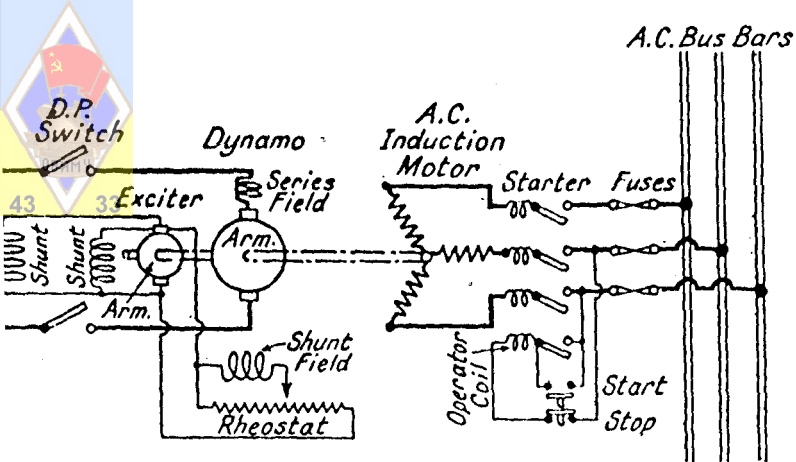 A.C. Bus Bars
D.P.
Switch
Dynamo
A.C.
Induction
Motor
Series
Field
Starter
Fuses
43
33
Exciter
Shunt
Shunt
Arm.
Arm.
Shunt
Field
Operator
Coil
Start
Stop
Rheostat